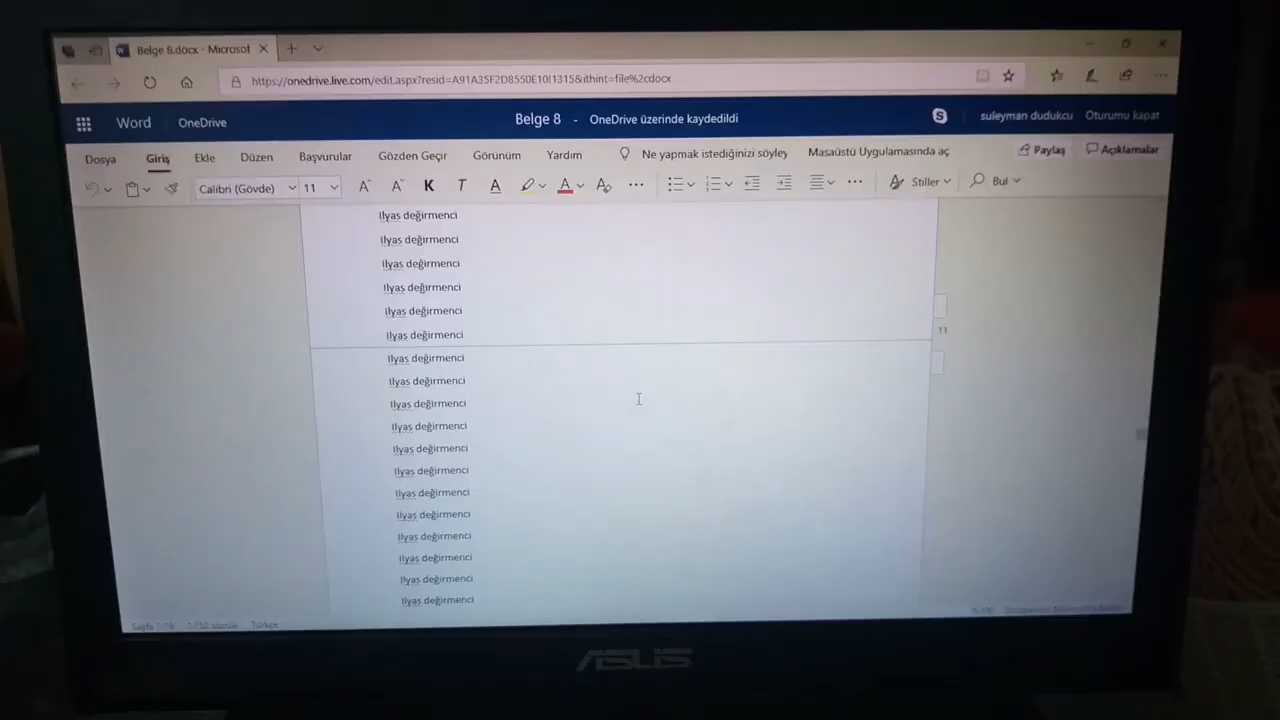 Belge 8.docx - Microsof
https://onedrive.live.com/edit.aspx?resid=A91A35F2D8550E10!1315&ithint=file%2cdocx
Word OneDrive Belge 8 - OneDrive üzerinde kaydedildi suleyman dudukcu Oturumu kapat
Dosya Giriş Ekle Düzen Başvurular Gözden Geçir Görünüm Yardım Ne yapmak istediğinizi söyley Masaüstü Uygulamasında aç Paylaş Açıklamalar
Calibri (Gövde) 11 A A K T A A A Stiller Bul
Ilyas değirmenci
Ilyas değirmenci
Ilyas değirmenci
Ilyas değirmenci
Ilyas değirmenci
Ilyas değirmenci
11
Ilyas değirmenci
Ilyas değirmenci
Ilyas değirmenci
Ilyas değirmenci
Ilyas değirmenci
Ilyas değirmenci
Ilyas değirmenci
Ilyas değirmenci
Ilyas değirmenci
Ilyas değirmenci
Ilyas değirmenci
Ilyas değirmenci
Sayfa sözcük Türkçe
ASUS